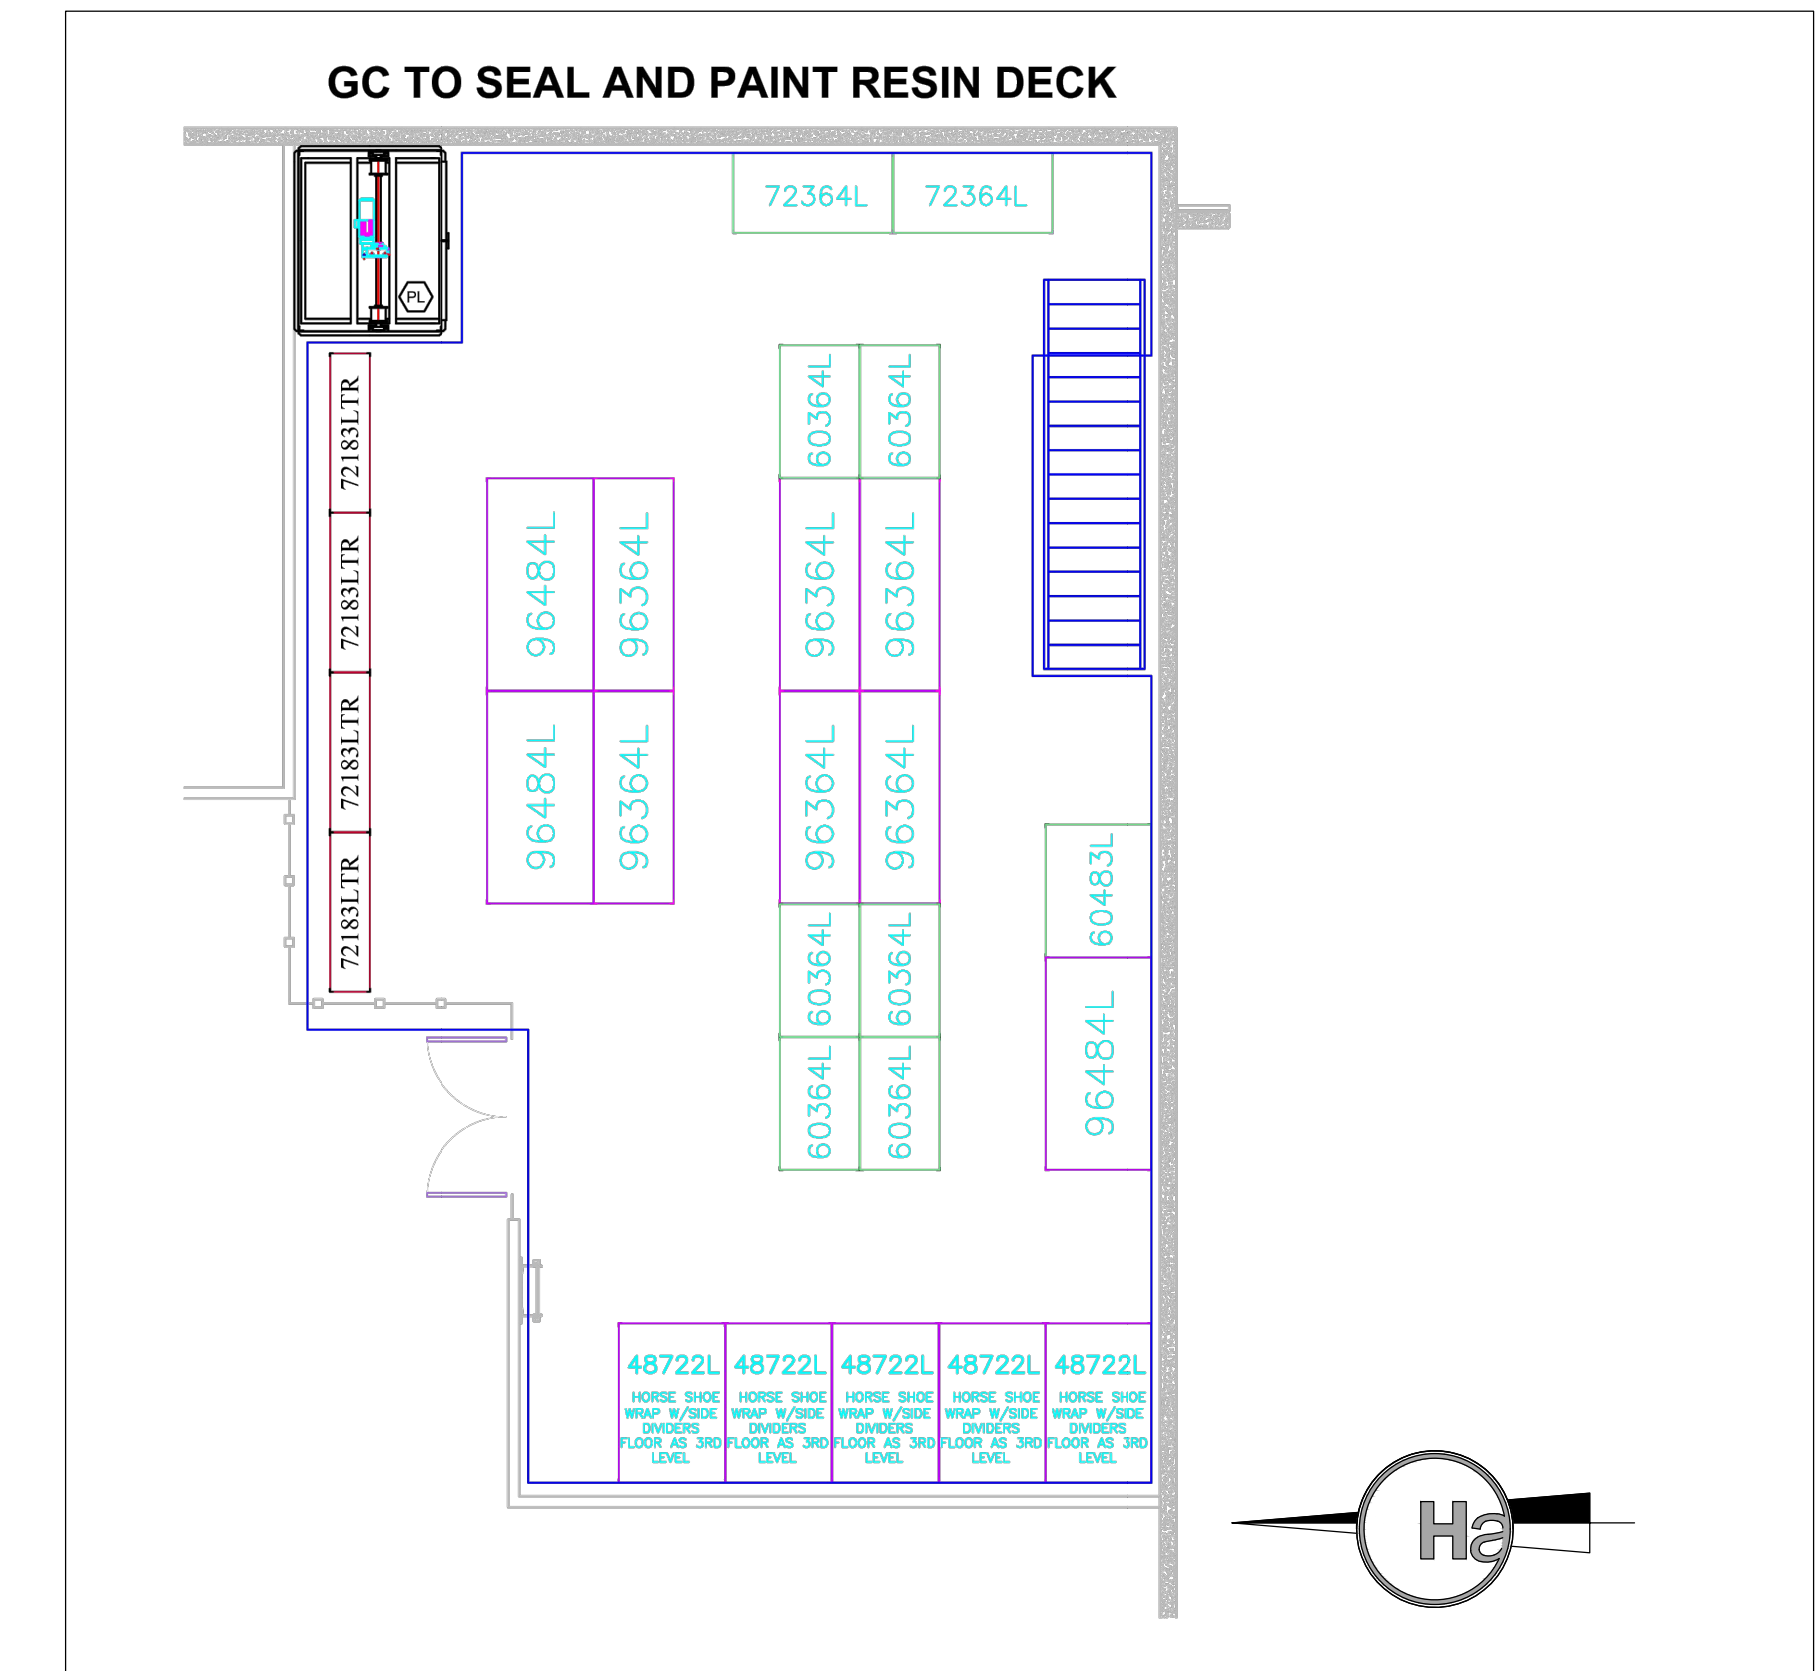 GC TO SEAL AND PAINT RESIN DECK
72364L 72364L
PL
72183LTR
72183LTR
72183LTR
72183LTR
60364L 60364L
96484L 96364L
96364L 96364L
96484L 96364L
96364L 96364L
60483L
60364L 60364L
96484L
60364L 60364L
48722L
HORSE SHOE
WRAP W/SIDE
DIVIDERS
FLOOR AS 3RD
LEVEL
48722L
HORSE SHOE
WRAP W/SIDE
DIVIDERS
FLOOR AS 3RD
LEVEL
48722L
HORSE SHOE
WRAP W/SIDE
DIVIDERS
FLOOR AS 3RD
LEVEL
48722L
HORSE SHOE
WRAP W/SIDE
DIVIDERS
FLOOR AS 3RD
LEVEL
48722L
HORSE SHOE
WRAP W/SIDE
DIVIDERS
FLOOR AS 3RD
LEVEL
Ha